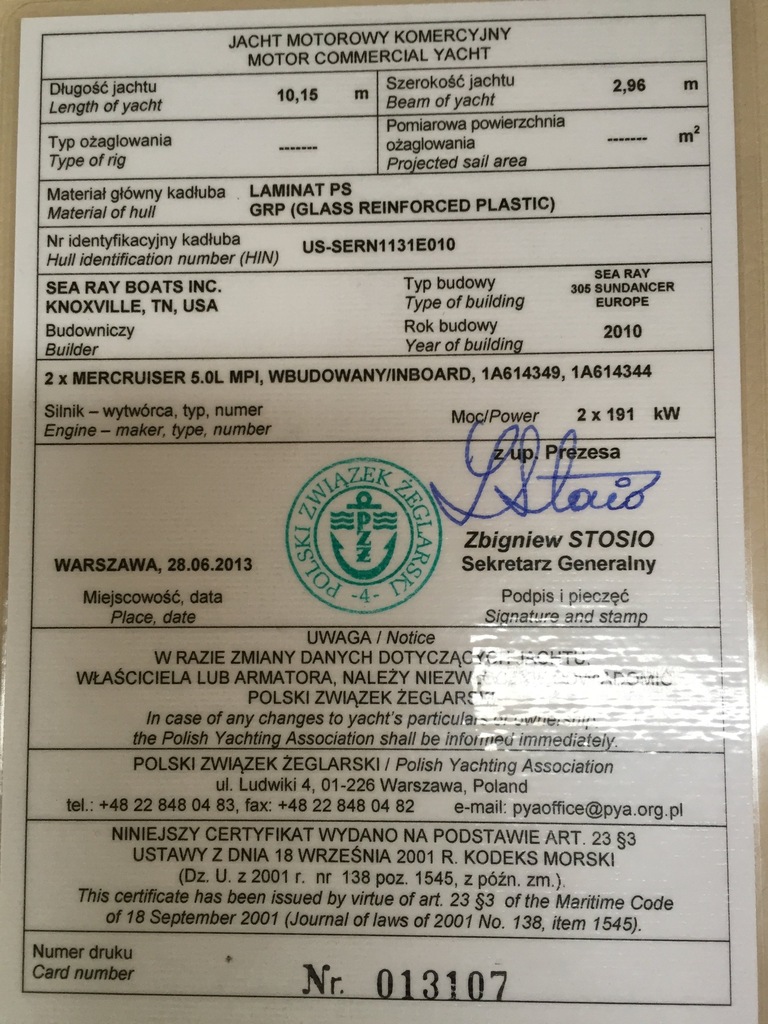 JACHT MOTOROWY KOMERCYJNY
MOTOR COMMERCIAL YACHT
Długość jachtu
Length of yacht
10,15 m
Szerokość jachtu
Beam of yacht
2,96 m
Typ ożaglowania
Type of rig
-------
Pomiarowa powierzchnia
ożaglowania
Projected sail area
------- m²
Materiał główny kadłuba
Material of hull
LAMINAT PS
GRP (GLASS REINFORCED PLASTIC)
Nr identyfikacyjny kadłuba
Hull identification number (HIN)
US-SERN1131E010
SEA RAY BOATS INC.
KNOXVILLE, TN, USA
Budowniczy
Builder
Typ budowy
Type of building
SEA RAY
305 SUNDANCER
EUROPE
Rok budowy
Year of building
2010
2 x MERCRUISER 5.0L MPI, WBUDOWANY/INBOARD, 1A614349, 1A614344
Silnik – wytwórca, typ, numer
Engine – maker, type, number
Moc/Power 2 x 191 kW
z up. Prezesa
POLSKI ZWIĄZEK ŻEGLARSKI
PZŻ
-4-
Zbigniew STOSIO
Sekretarz Generalny
WARSZAWA, 28.06.2013
Miejscowość, data
Place, date
Podpis i pieczęć
Signature and stamp
UWAGA / Notice
W RAZIE ZMIANY DANYCH DOTYCZĄCYCH JACHTU,
WŁAŚCICIELA LUB ARMATORA, NALEŻY
POLSKI ZWIĄZEK ŻEGLARSKI
In case of any changes to yacht's particulars or ownership
the Polish Yachting Association shall be informed immediately.
POLSKI ZWIĄZEK ŻEGLARSKI / Polish Yachting Association
ul. Ludwiki 4, 01-226 Warszawa, Poland
tel.: +48 22 848 04 83, fax: +48 22 848 04 82 e-mail: pyaoffice@pya.org.pl
NINIEJSZY CERTYFIKAT WYDANO NA PODSTAWIE ART. 23 §3
USTAWY Z DNIA 18 WRZEŚNIA 2001 R. KODEKS MORSKI
(Dz. U. z 2001 r. nr 138 poz. 1545, z późn. zm.).
This certificate has been issued by virtue of art. 23 §3 of the Maritime Code
of 18 September 2001 (Journal of laws of 2001 No. 138, item 1545).
Numer druku
Card number
Nr. 013107